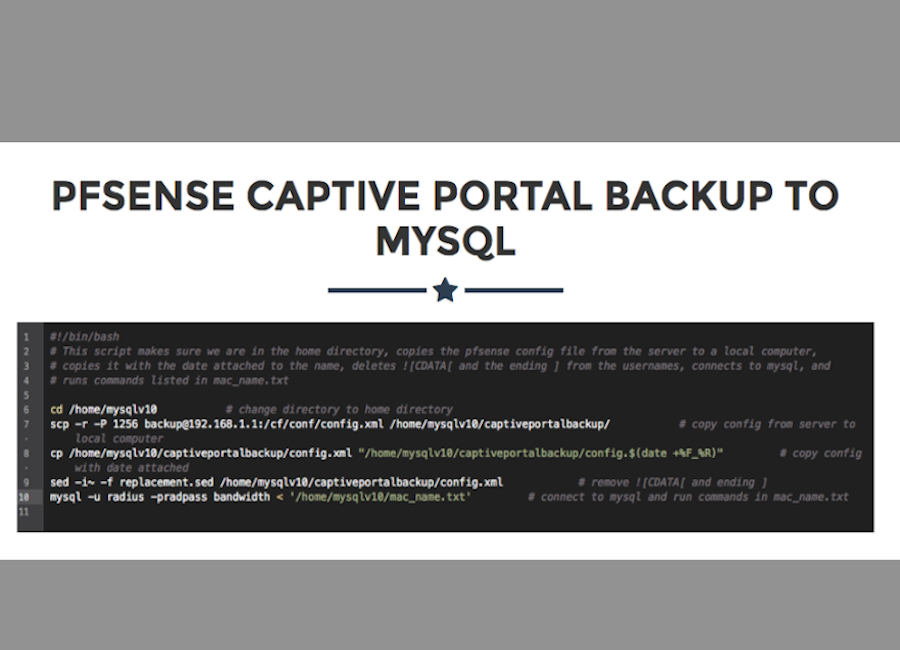 PFSENSE CAPTIVE PORTAL BACKUP TO
MYSQL
1 #!/bin/bash
2 # This script makes sure we are in the home directory, copies the pfsense config file from the server to a local computer,
3 # copies it with the date attached to the name, deletes ![CDATA[ and the ending ] from the usernames, connects to mysql, and
4 # runs commands listed in mac_name.txt
5
6 cd /home/mysqlv10 # change directory to home directory
7 scp -r -P 1256 backup@192.168.1.1:/cf/conf/config.xml /home/mysqlv10/captiveportalbackup/ # copy config from server to
· local computer
8 cp /home/mysqlv10/captiveportalbackup/config.xml "/home/mysqlv10/captiveportalbackup/config.$(date +%F_%R)" # copy config
· with date attached
9 sed -i~ -f replacement.sed /home/mysqlv10/captiveportalbackup/config.xml # remove ![CDATA[ and ending ]
10 mysql -u radius -pradpass bandwidth < '/home/mysqlv10/mac_name.txt' # connect to mysql and run commands in mac_name.txt
11